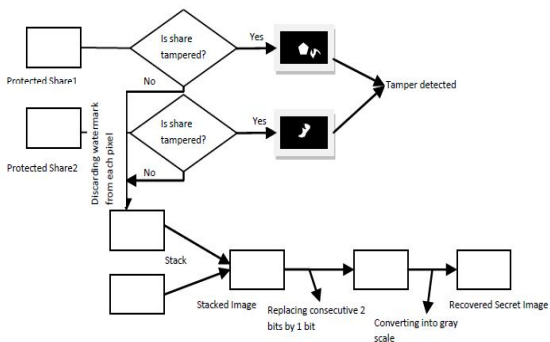 Is share
tampered?
Yes
Protected Share1
No
Tamper detected
Is share
tampered?
Yes
Protected Share2
No
Discarding watermark
from each pixel
Stack
Stacked Image
Replacing consecutive 2
bits by 1 bit
Converting into gray
scale
Recovered Secret Image